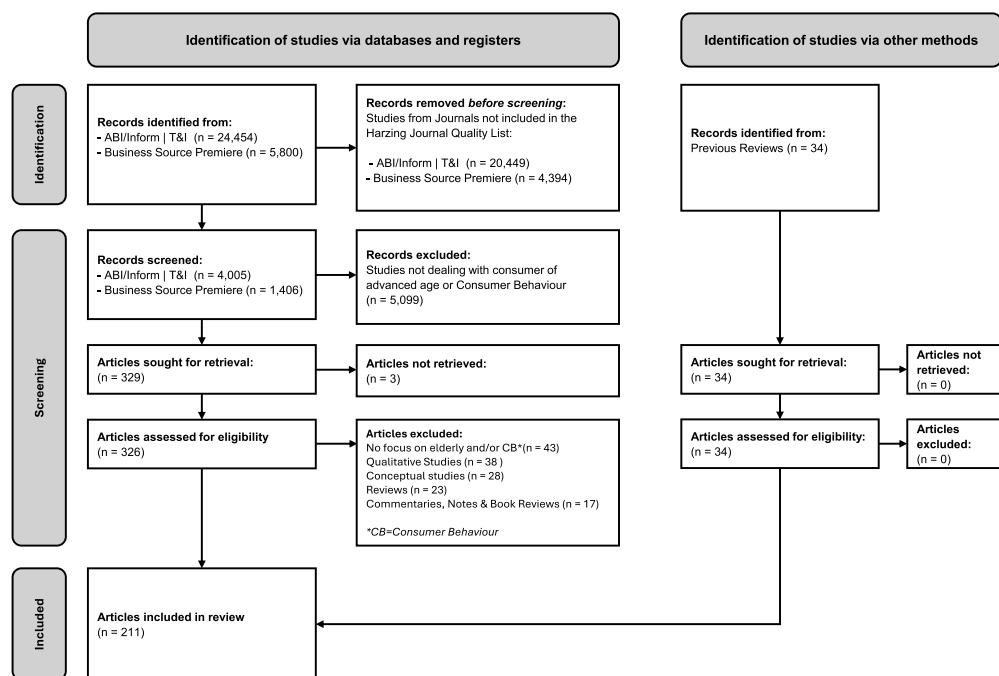 Identification of studies via databases and registers
Identification of studies via other methods
Identification
Records identified from:
- ABI/Inform | T&I (n = 24,454)
- Business Source Premiere (n = 5,800)
Records removed before screening:
Studies from Journals not included in the
Harzing Journal Quality List:
- ABI/Inform | T&I (n = 20,449)
- Business Source Premiere (n = 4,394)
Records identified from:
Previous Reviews (n = 34)
Screening
Records screened:
- ABI/Inform | T&I (n = 4,005)
- Business Source Premiere (n = 1,406)
Records excluded:
Studies not dealing with consumer of
advanced age or Consumer Behaviour
(n = 5,099)
Articles sought for retrieval:
(n = 329)
Articles not retrieved:
(n = 3)
Articles sought for retrieval:
(n = 34)
Articles not
retrieved:
(n = 0)
Articles assessed for eligibility
(n = 326)
Articles excluded:
No focus on elderly and/or CB*(n = 43)
Qualitative Studies (n = 38 )
Conceptual studies (n = 28)
Reviews (n = 23)
Commentaries, Notes & Book Reviews (n = 17)
*CB=Consumer Behaviour
Articles assessed for eligibility:
(n = 34)
Articles
excluded:
(n = 0)
Included
Articles included in review
(n = 211)